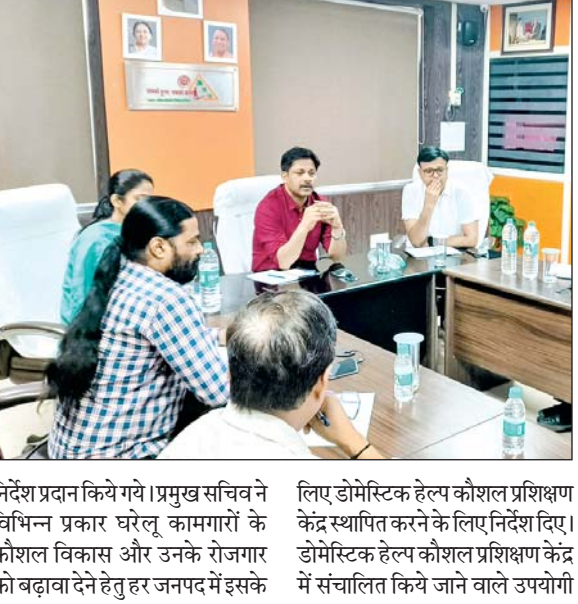 निर्देश प्रदान किये गये। प्रमुख सचिव ने
विभिन्न प्रकार घरेलू कामगारों के
कौशल विकास और उनके रोजगार
को बढ़ावा देने हेतु हर जनपद में इसके
लिए डोमेस्टिक हेल्प कौशल प्रशिक्षण
केंद्र स्थापित करने के लिए निर्देश दिए।
डोमेस्टिक हेल्प कौशल प्रशिक्षण केंद्र
में संचालित किये जाने वाले उपयोगी